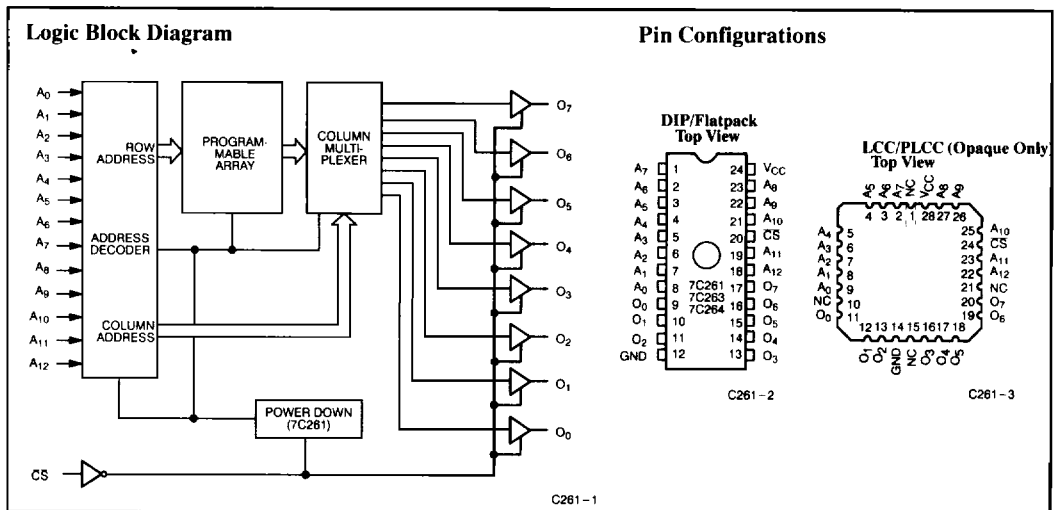 Logic Block Diagram
A0
A1
A2
A3
A4
A5
A6
A7
A8
A9
A10
A11
A12
ROW
ADDRESS
ADDRESS
DECODER
COLUMN
ADDRESS
PROGRAM-
MABLE
ARRAY
COLUMN
MULTI-
PLEXER
POWER DOWN
(7C261)
CS
O7
O6
O5
O4
O3
O2
O1
O0
C261-1
Pin Configurations
DIP/Flatpack
Top View
A7 1 24 VCC
A6 2 23 A8
A5 3 22 A9
A4 4 21 A10
A3 5 20 CS
A2 6 19 A11
A1 7 18 A12
A0 8 7C261 17 O7
O0 9 7C263 16 O6
O1 10 7C264 15 O5
O2 11 14 O4
GND 12 13 O3
C261-2
LCC/PLCC (Opaque Only)
Top View
A5 A6 A7 NC VCC A8 A9
4 3 2 1 28 27 26
A4 5 25 A10
A3 6 24 CS
A2 7 23 A11
A1 8 22 A12
A0 9 21 NC
NC 10 20 O7
O0 11 19 O6
12 13 14 15 16 17 18
O1 O2 GND NC O3 O4 O5
C261-3